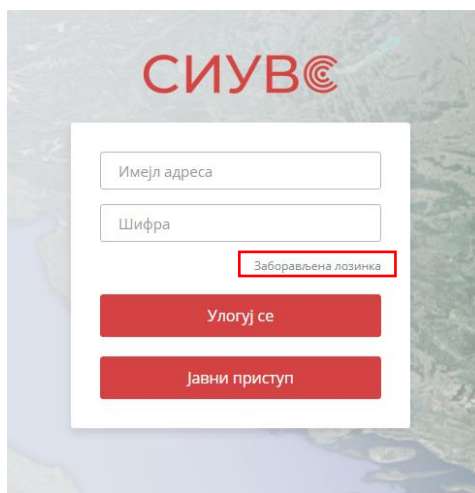 СИУВС
Имејл адреса
Шифра
Заборављена лозинка
Улогуј се
Јавни приступ